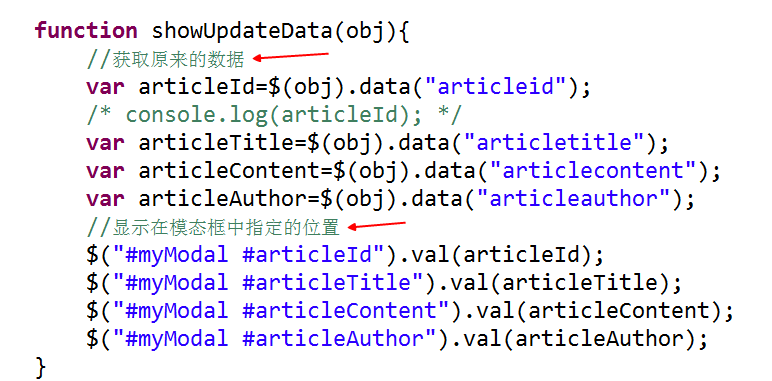 function showUpdateData(obj){
//获取原来的数据
var articleId=$(obj).data("articleid");
/* console.log(articleId); */
var articleTitle=$(obj).data("articletitle");
var articleContent=$(obj).data("articlecontent");
var articleAuthor=$(obj).data("articleauthor");
//显示在模态框中指定的位置
$("#myModal #articleId").val(articleId);
$("#myModal #articleTitle").val(articleTitle);
$("#myModal #articleContent").val(articleContent);
$("#myModal #articleAuthor").val(articleAuthor);
}